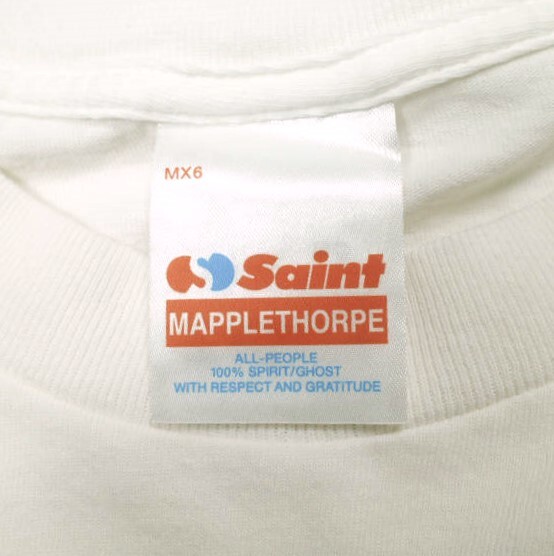 MX6
Saint
MAPPLETHORPE
ALL-PEOPLE
100% SPIRIT/GHOST
WITH RESPECT AND GRATITUDE